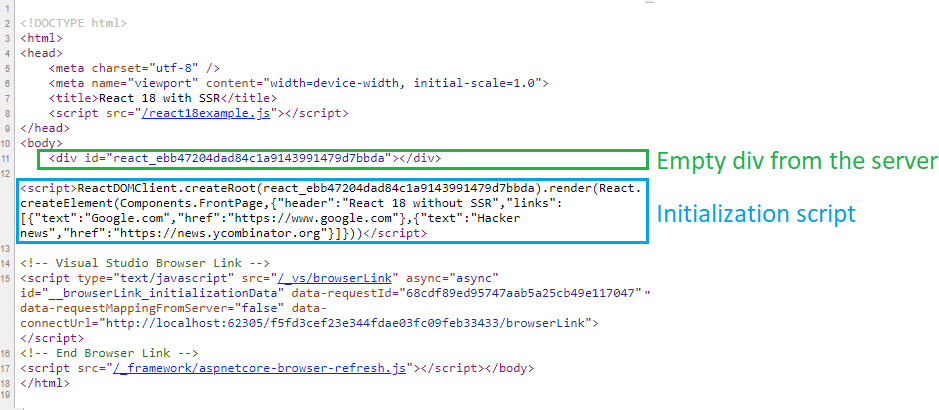 1
2 <!DOCTYPE html>
3 <html>
4 <head>
5 <meta charset="utf-8" />
6 <meta name="viewport" content="width=device-width, initial-scale=1.0">
7 <title>React 18 with SSR</title>
8 <script src="/react18example.js"></script>
9 </head>
10 <body>
11 <div id="react_ebb47204dad84c1a9143991479d7bbda"></div>
Empty div from the server
12
<script>ReactDOMClient.createRoot(react_ebb47204dad84c1a9143991479d7bbda).render(React.
createElement(Components.FrontPage,{"header":"React 18 without SSR","links":
[{"text":"Google.com","href":"https://www.google.com"},{"text":"Hacker
news","href":"https://news.ycombinator.org"}]}))</script>
Initialization script
13
14 <!-- Visual Studio Browser Link -->
15 <script type="text/javascript" src="/_vs/browserLink" async="async"
id="__browserLink_initializationData" data-requestId="68cdf89ed95747aab5a25cb49e117047"
data-requestMappingFromServer="false" data-
connectUrl="http://localhost:62305/f5fd3cef23e344fdae03fc09feb33433/browserLink">
</script>
16 <!-- End Browser Link -->
17 <script src="/_framework/aspnetcore-browser-refresh.js"></script></body>
18 </html>
19